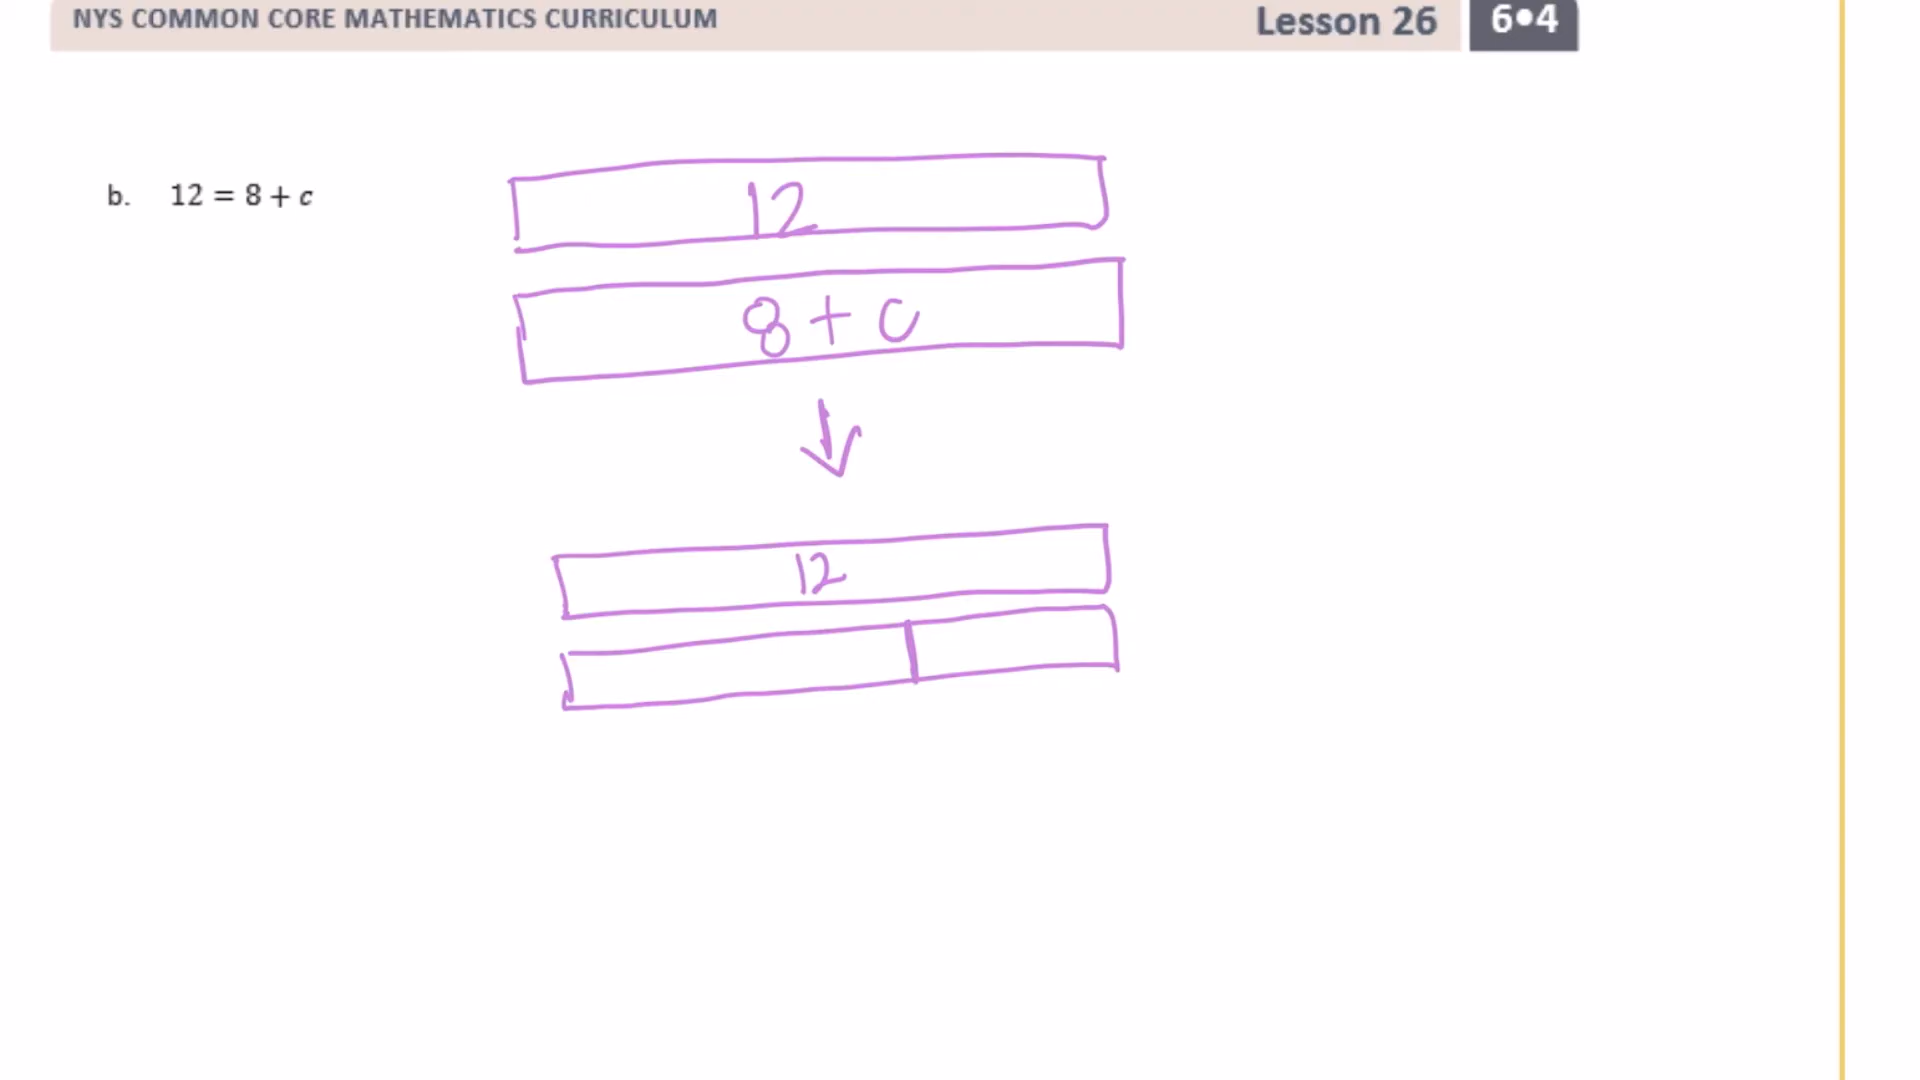 NYS COMMON CORE MATHEMATICS CURRICULUM Lesson 26 6•4
b. 12 = 8 + c
12
8 + c
12